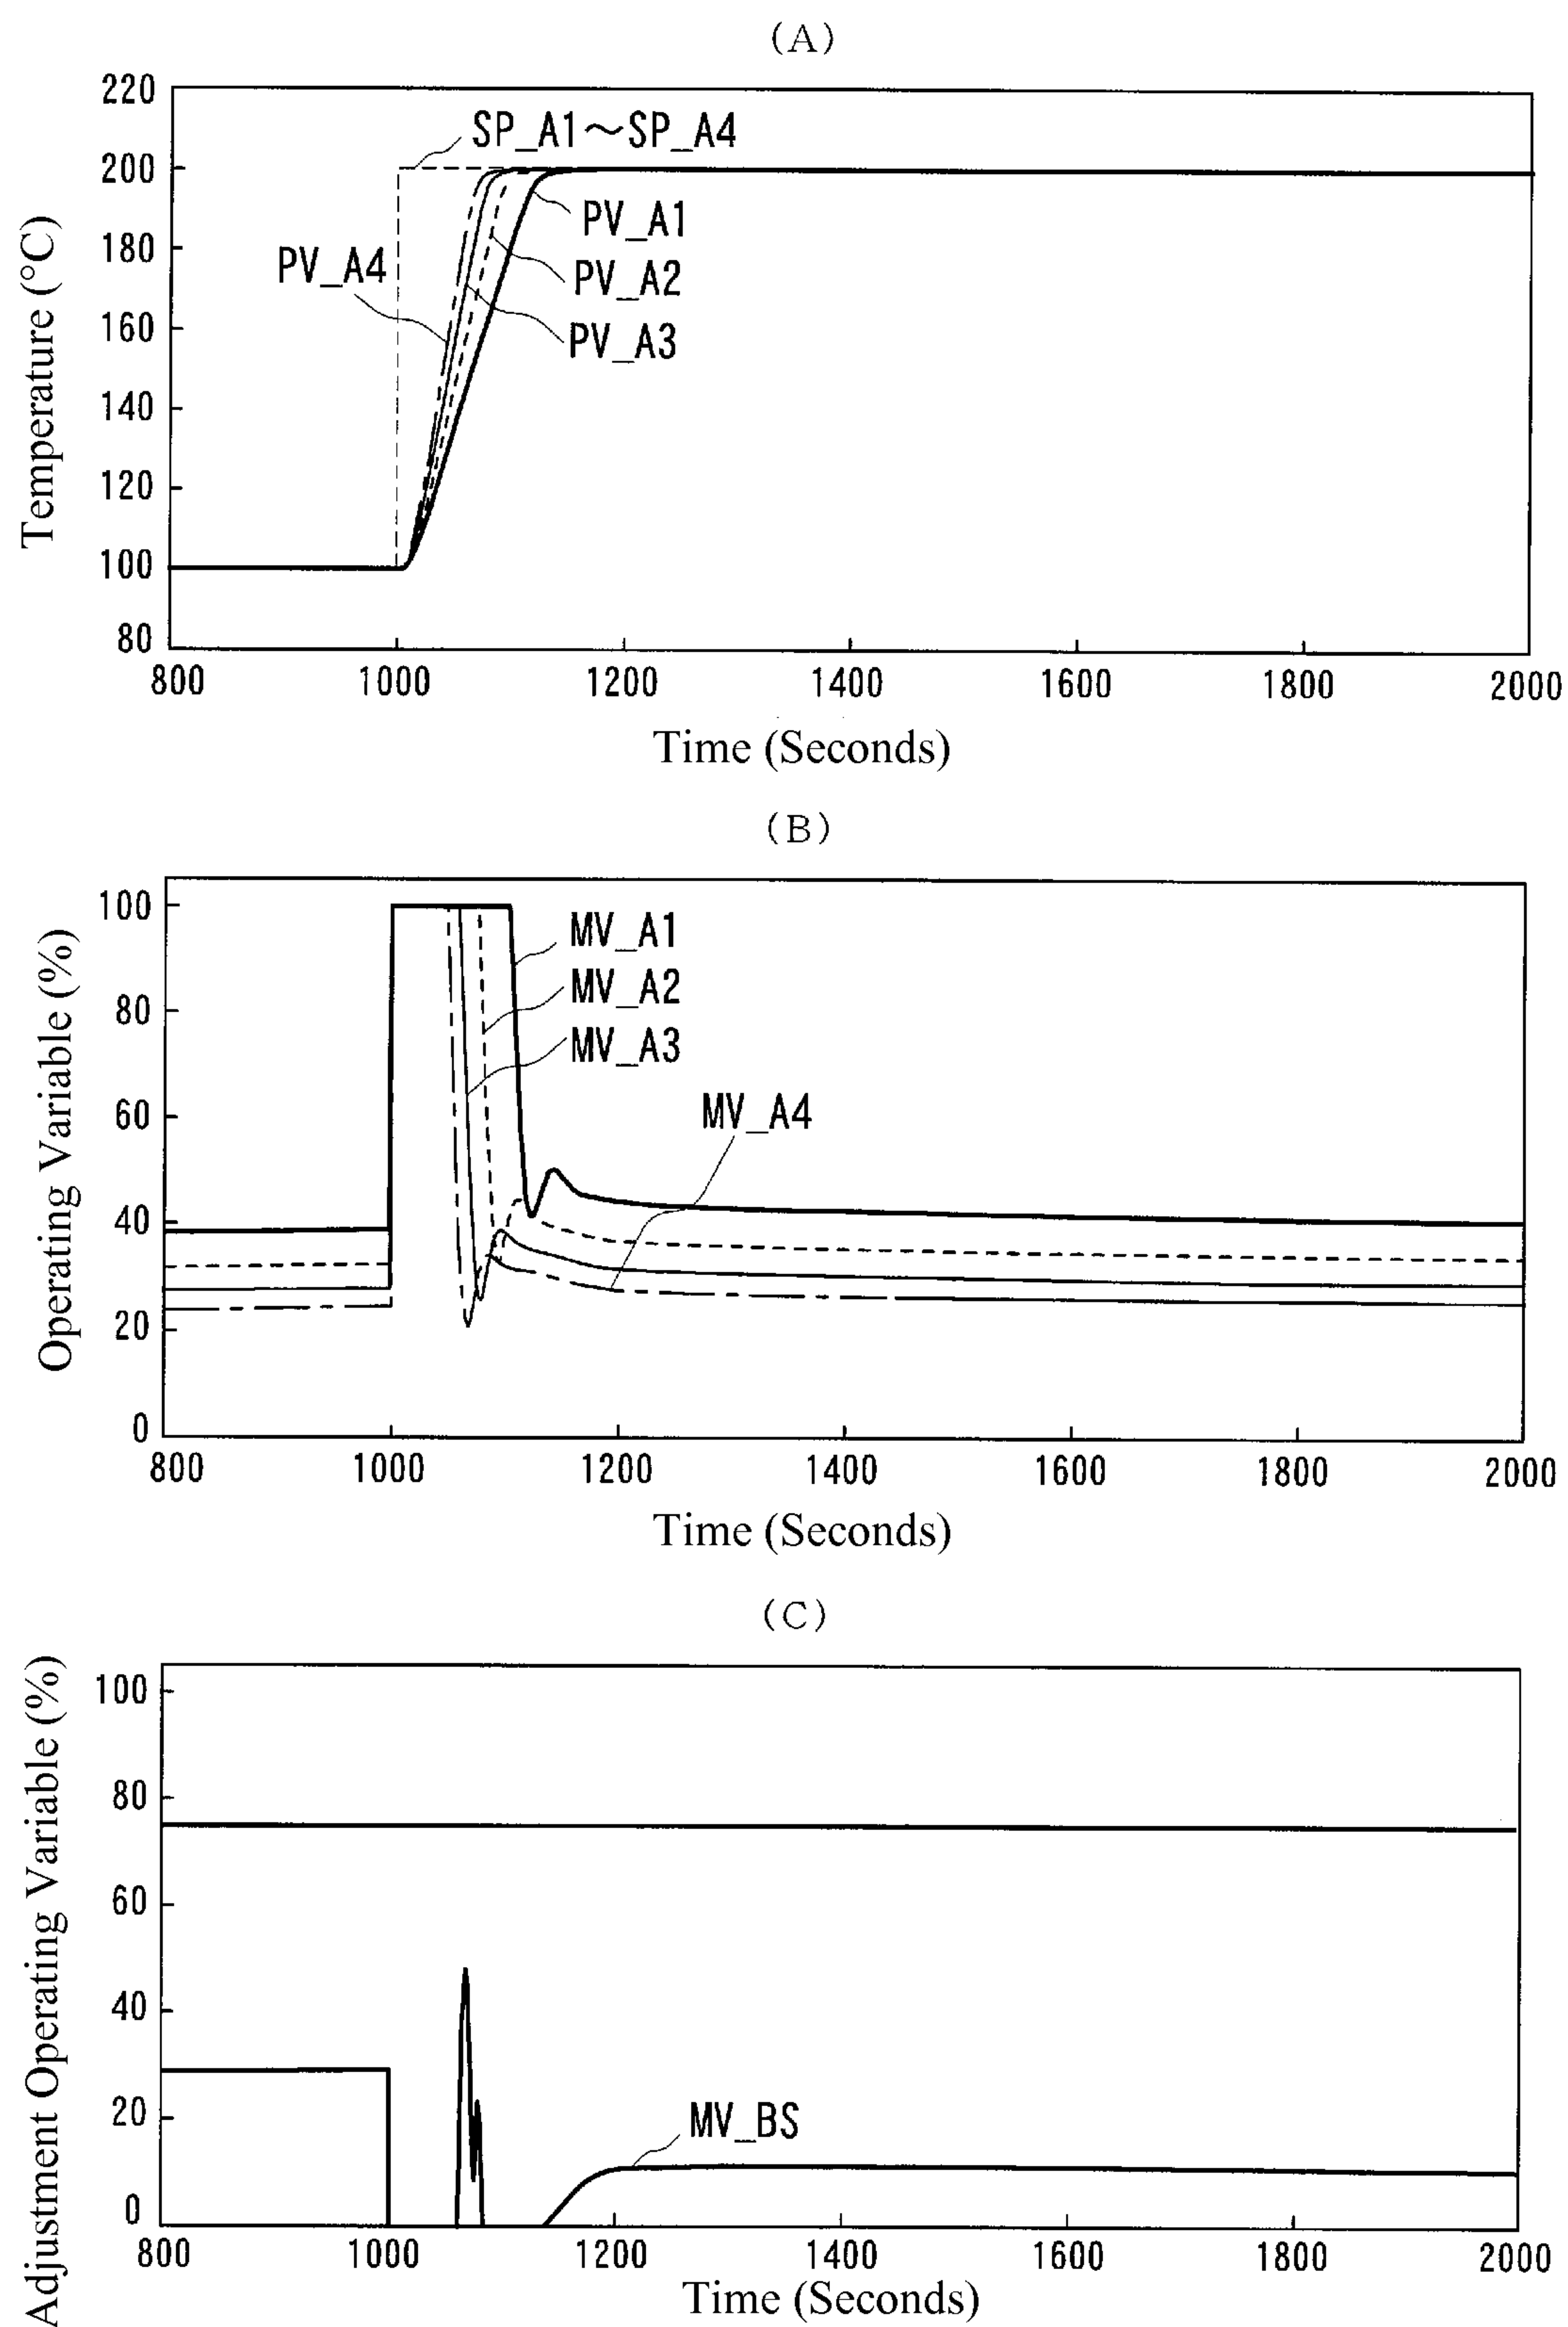 (A)
220
200
180
160
140
120
100
80
SP_A1～SP_A4
PV_A1
PV_A4
PV_A2
PV_A3
Temperature (°C)
800 1000 1200 1400 1600 1800 2000
Time (Seconds)
(B)
100
80
60
40
20
0
MV_A1
MV_A2
MV_A3
MV_A4
Operating Variable (%)
800 1000 1200 1400 1600 1800 2000
Time (Seconds)
(C)
100
80
60
40
20
0
MV_BS
Adjustment Operating Variable (%)
800 1000 1200 1400 1600 1800 2000
Time (Seconds)